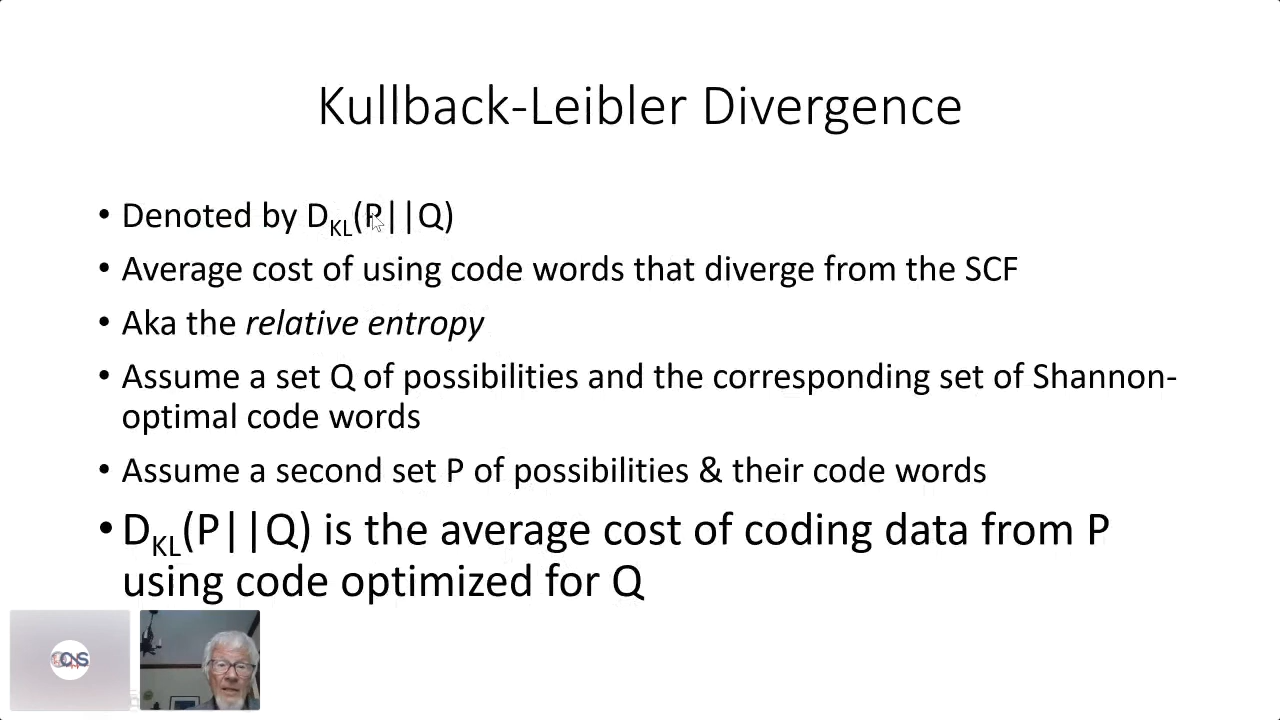 Kullback-Leibler Divergence
• Denoted by D_KL(P||Q)
• Average cost of using code words that diverge from the SCF
• Aka the relative entropy
• Assume a set Q of possibilities and the corresponding set of Shannon-
optimal code words
• Assume a second set P of possibilities & their code words
• D_KL(P||Q) is the average cost of coding data from P
using code optimized for Q